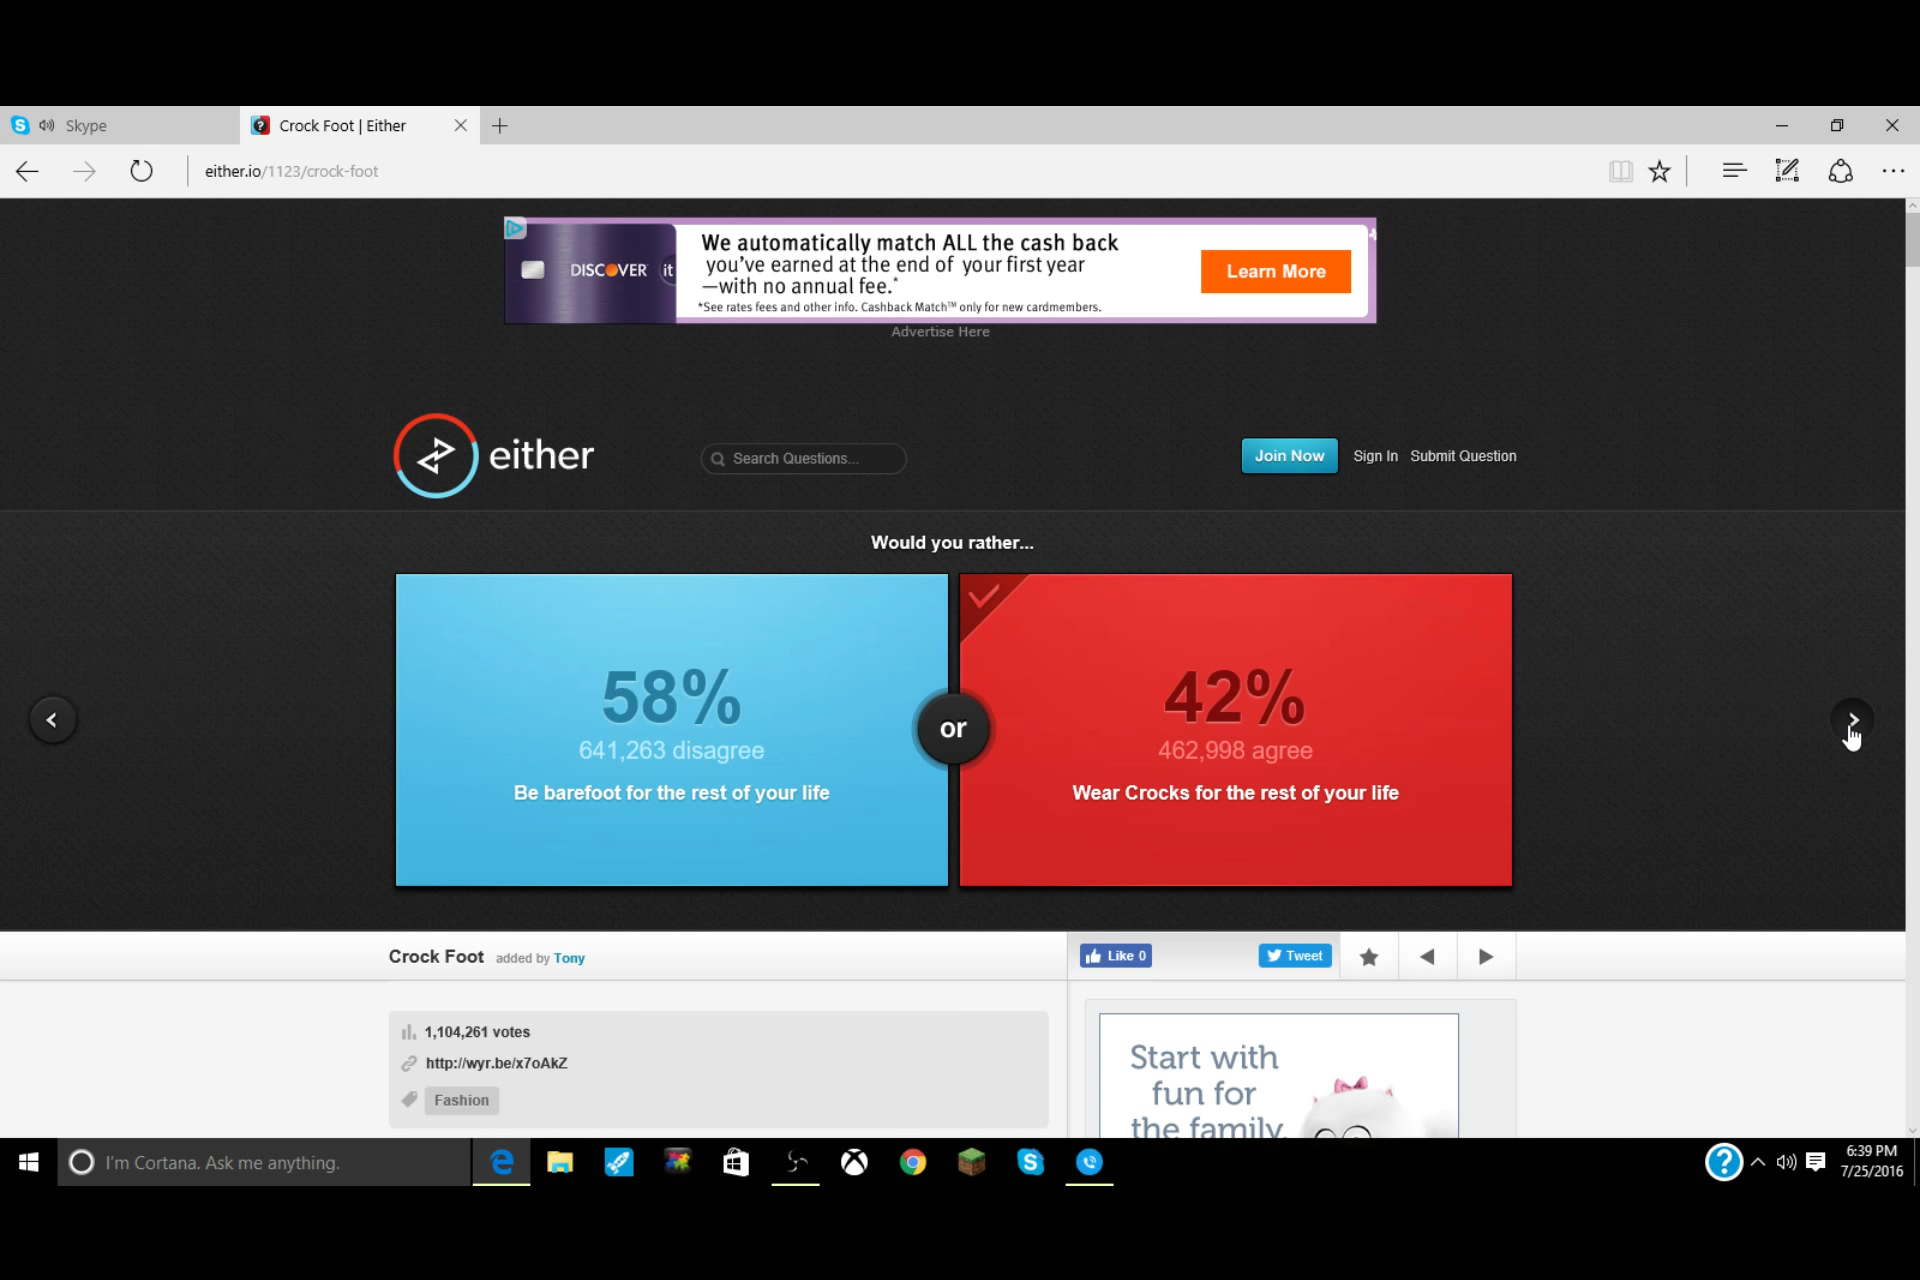 Skype
Crock Foot | Either
either.io/1123/crock-foot
DISCOVER it
We automatically match ALL the cash back
you've earned at the end of your first year
—with no annual fee.*
*See rates fees and other info. Cashback Match™ only for new cardmembers.
Learn More
Advertise Here
either
Search Questions...
Join Now
Sign In
Submit Question
Would you rather...
58%
641,263 disagree
Be barefoot for the rest of your life
or
42%
462,998 agree
Wear Crocks for the rest of your life
Crock Foot added by Tony
Like 0
Tweet
1,104,261 votes
http://wyr.be/x7oAkZ
Fashion
Start with
fun for
the family.
I'm Cortana. Ask me anything.
6:39 PM
7/25/2016